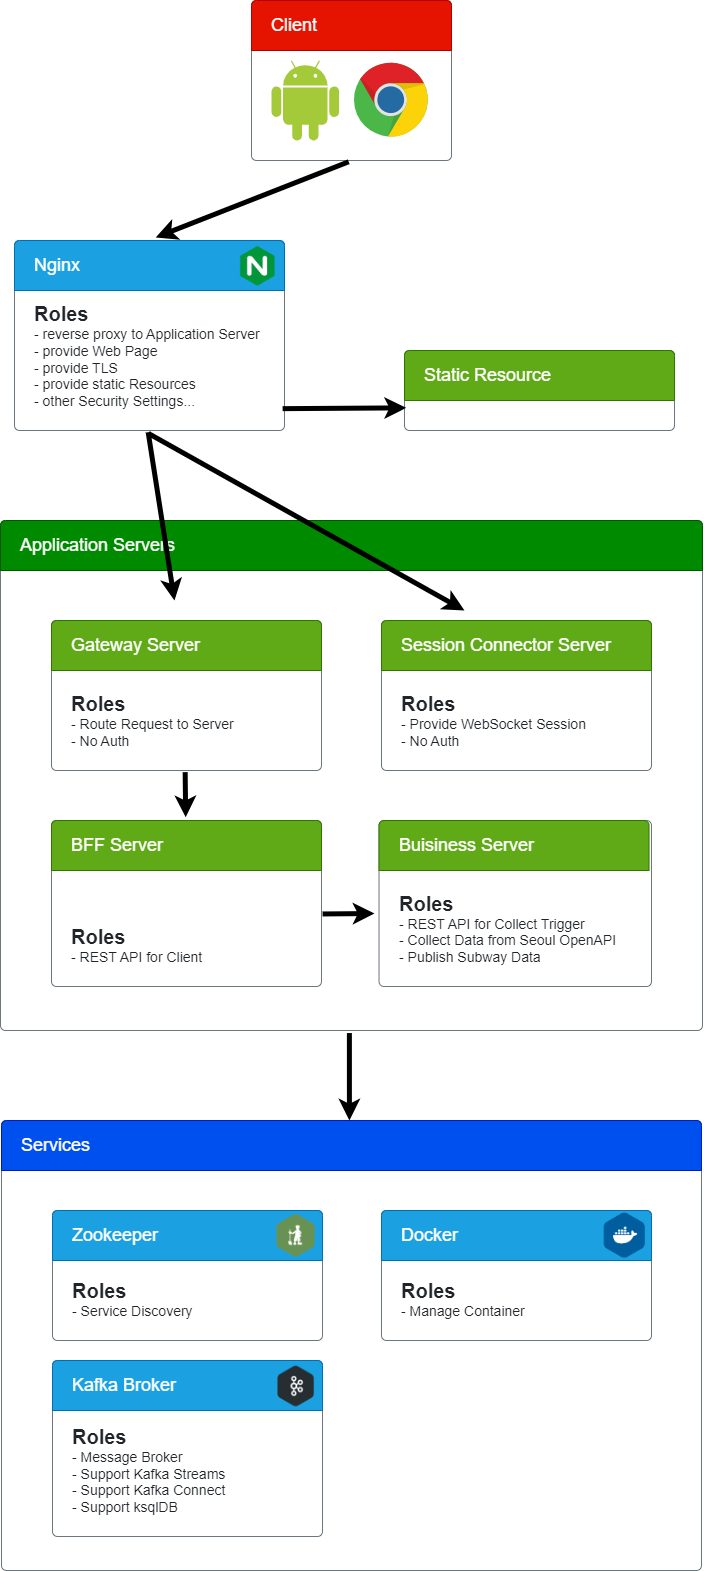 Client
Nginx
Roles
- reverse proxy to Application Server
- provide Web Page
- provide TLS
- provide static Resources
- other Security Settings...
Static Resource
Application Servers
Gateway Server
Roles
- Route Request to Server
- No Auth
Session Connector Server
Roles
- Provide WebSocket Session
- No Auth
BFF Server
Roles
- REST API for Client
Buisiness Server
Roles
- REST API for Collect Trigger
- Collect Data from Seoul OpenAPI
- Publish Subway Data
Services
Zookeeper
Roles
- Service Discovery
Docker
Roles
- Manage Container
Kafka Broker
Roles
- Message Broker
- Support Kafka Streams
- Support Kafka Connect
- Support ksqlDB